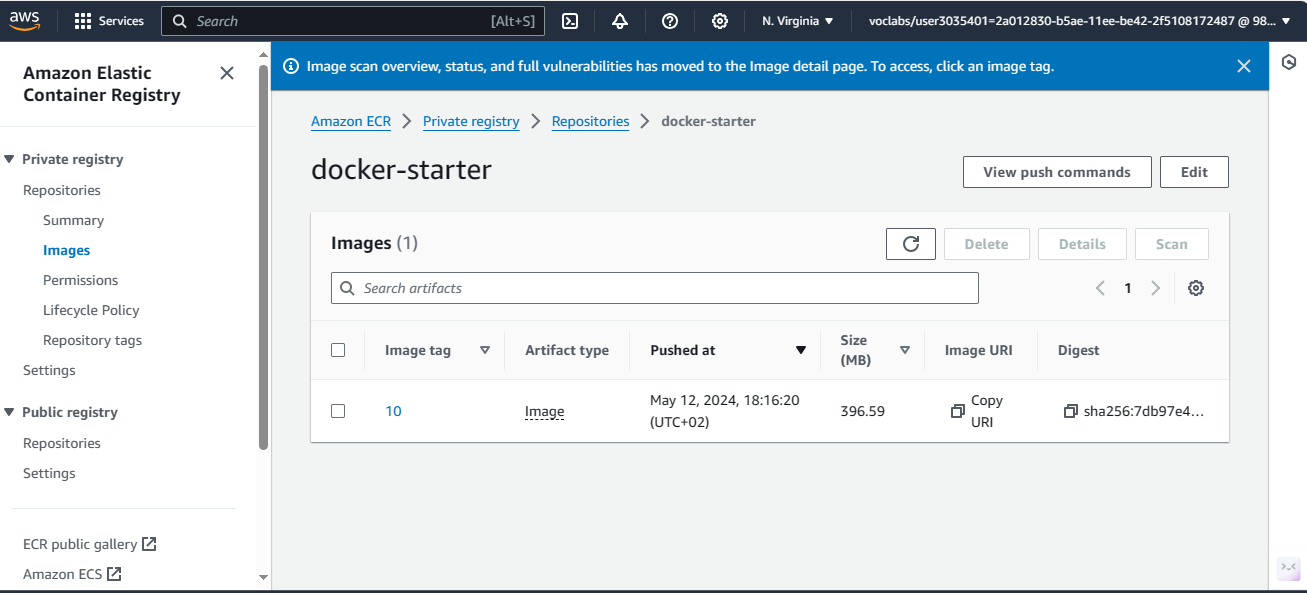 aws
Services
Search [Alt+S]
N. Virginia
voclabs/user3035401=2a012830-b5ae-11ee-be42-2f5108172487 @ 98...
Amazon Elastic
Container Registry
Private registry
Repositories
Summary
Images
Permissions
Lifecycle Policy
Repository tags
Settings
Public registry
Repositories
Settings
ECR public gallery
Amazon ECS
Image scan overview, status, and full vulnerabilities has moved to the Image detail page. To access, click an image tag.
Amazon ECR
Private registry
Repositories
docker-starter
docker-starter
View push commands
Edit
Images (1)
Delete
Details
Scan
Search artifacts
1
Image tag
Artifact type
Pushed at
Size
(MB)
Image URI
Digest
10
Image
May 12, 2024, 18:16:20
(UTC+02)
396.59
Copy
URI
sha256:7db97e4...